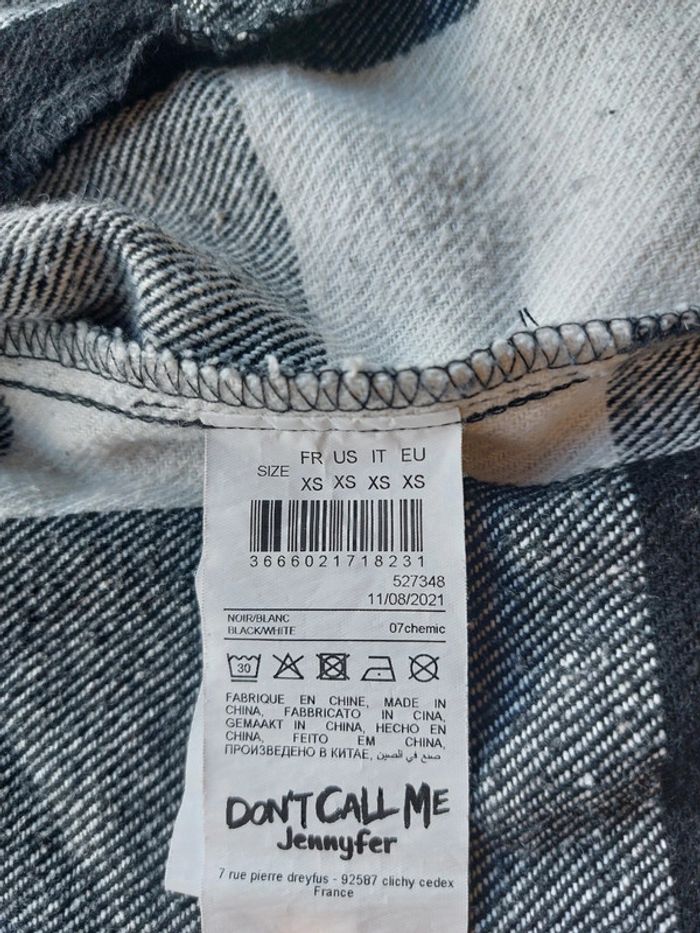 FR US IT EU
SIZE
XS XS XS XS
3666021718231
527348
11/08/2021
NOIR/BLANC
BLACK/WHITE 07chemic
30
FABRIQUE EN CHINE, MADE IN
CHINA, FABBRICATO IN CINA,
GEMAAKT IN CHINA, HECHO EN
CHINA, FEITO EM CHINA,
ПРОИЗВЕДЕНО В КИТАЕ, صنع في الصين
DON'T CALL ME
Jennyfer
7 rue pierre dreyfus - 92587 clichy cedex
France